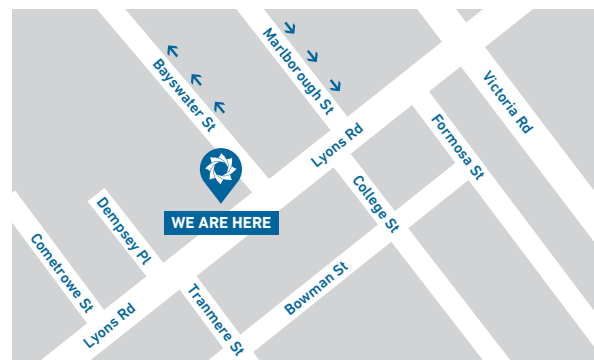 Marlborough St
Bayswater St
Victoria Rd
Lyons Rd
Formosa St
WE ARE HERE
College St
Dempsey Pl
Cometrowe St
Bowman St
Tranmere St
Lyons Rd